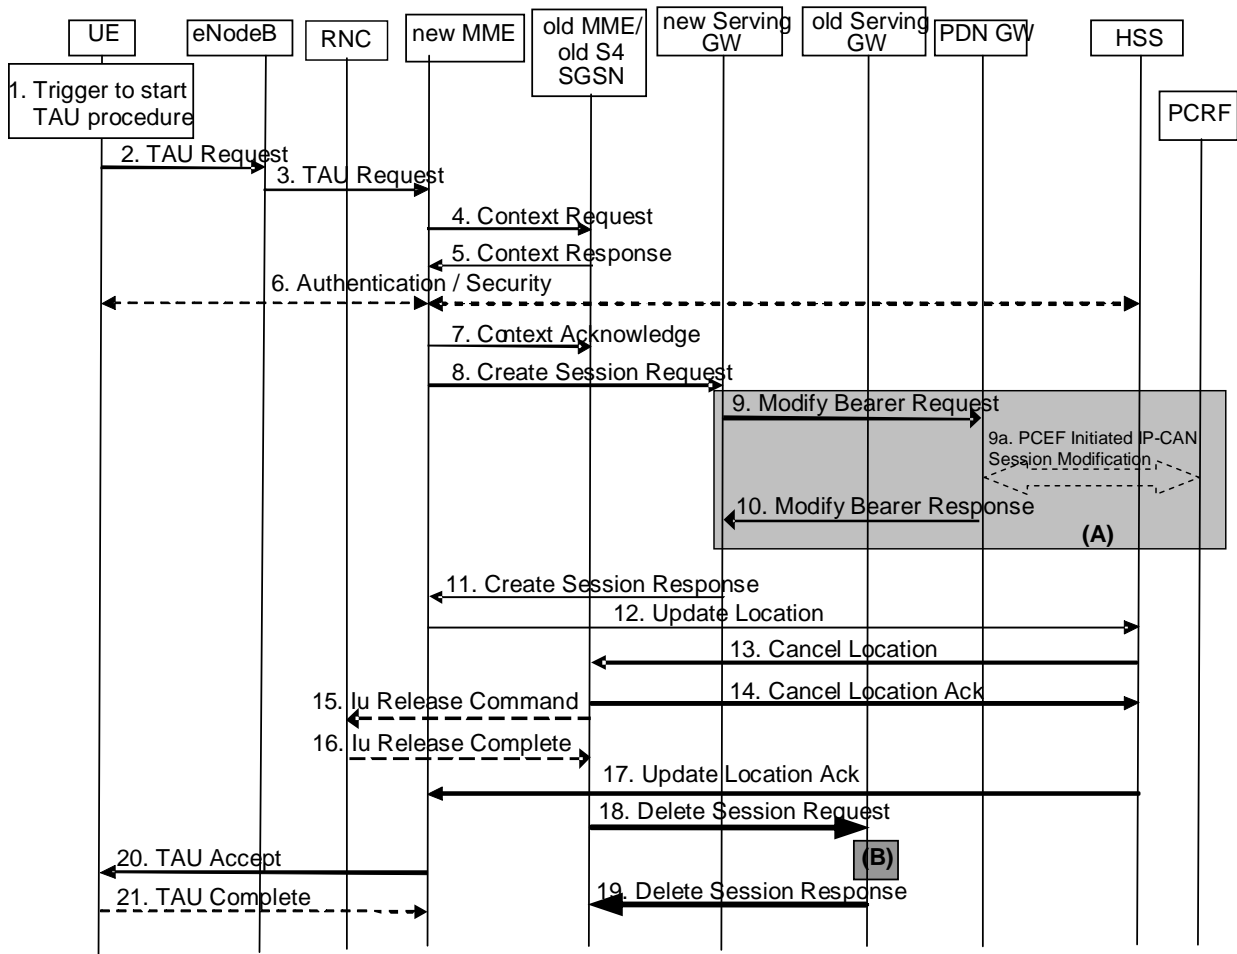 UE
eNodeB
RNC
new MME
old MME/
old S4
SGSN
new Serving
GW
old Serving
GW
PDN GW
HSS
PCRF
1. Trigger to start
TAU procedure
2. TAU Request
3. TAU Request
4. Context Request
5. Context Response
6. Authentication / Security
7. Context Acknowledge
8. Create Session Request
9. Modify Bearer Request
9a. PCEF Initiated IP-CAN
Session Modification
10. Modify Bearer Response
(A)
11. Create Session Response
12. Update Location
13. Cancel Location
14. Cancel Location Ack
15. Iu Release Command
16. Iu Release Complete
17. Update Location Ack
18. Delete Session Request
(B)
20. TAU Accept
19. Delete Session Response
21. TAU Complete